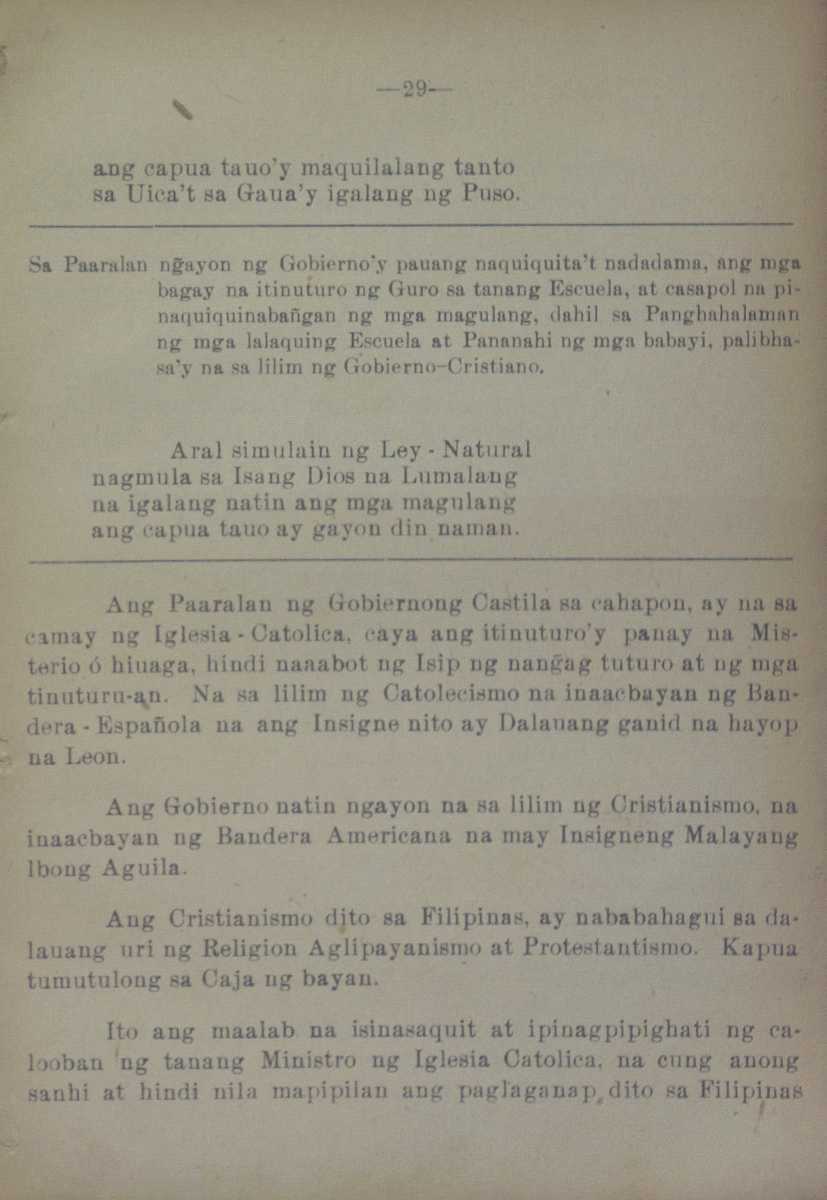 —29—
ang capua tauo'y maquilalang tanto
sa Uica't sa Gaua'y igalang ng Puso.
Sa Paaralan ng̃ayon ng Gobierno'y pauang naquiquita't nadadama, ang mga
bagay na itinuturo ng Guro sa tanang Escuela, at casapol na pi-
naquiquinabañgan ng mga magulang, dahil sa Panghahalaman
ng mga lalaquing Escuela at Pananahi ng mga babayi, palibha-
sa'y na sa lilim ng Gobierno-Cristiano.
Aral simulain ng Ley - Natural
nagmula sa Isang Dios na Lumalang
na igalang natin ang mga magulang
ang capua tauo ay gayon din naman.
Ang Paaralan ng Gobiernong Castila sa cahapon, ay na sa
camay ng Iglesia - Catolica, caya ang itinuturo'y panay na Mis-
terio ó hiuaga, hindi naaabot ng Isip ng nang̃ag tuturo at ng mga
tinuturu-an. Na sa lilim ng Catolecismo na inaacbayan ng Ban-
dera - Española na ang Insigne nito ay Dalauang ganid na hayop
na Leon.
Ang Gobierno natin ngayon na sa lilim ng Cristianismo, na
inaacbayan ng Bandera Americana na may Insigneng Malayang
Ibong Aguila.
Ang Cristianismo dito sa Filipinas, ay nababahagui sa da-
lauang uri ng Religion Aglipayanismo at Protestantismo. Kapua
tumutulong sa Caja ng bayan.
Ito ang maalab na isinasaquit at ipinagpipighati ng ca-
looban ng tanang Ministro ng Iglesia Catolica, na cung anong
sanhi at hindi nila mapipilan ang paglaganap dito sa Filipinas